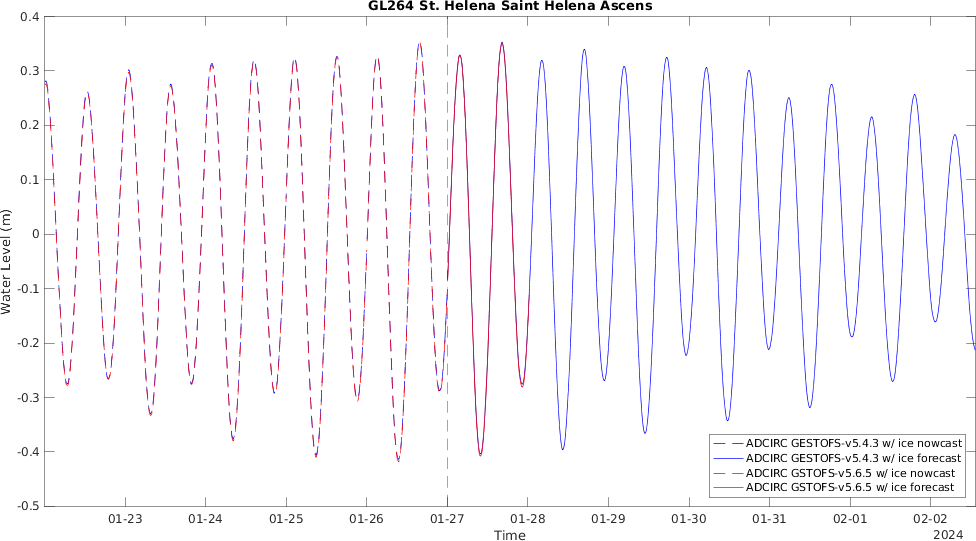 GL264 St. Helena Saint Helena Ascens
0.4
0.3
0.2
0.1
0
-0.1
-0.2
-0.3
-0.4
-0.5
Water Level (m)
ADCIRC GESTOFS-v5.4.3 w/ ice nowcast
ADCIRC GESTOFS-v5.4.3 w/ ice forecast
ADCIRC GSTOFS-v5.6.5 w/ ice nowcast
ADCIRC GSTOFS-v5.6.5 w/ ice forecast
01-23 01-24 01-25 01-26 01-27 01-28 01-29 01-30 01-31 02-01 02-02
Time
2024